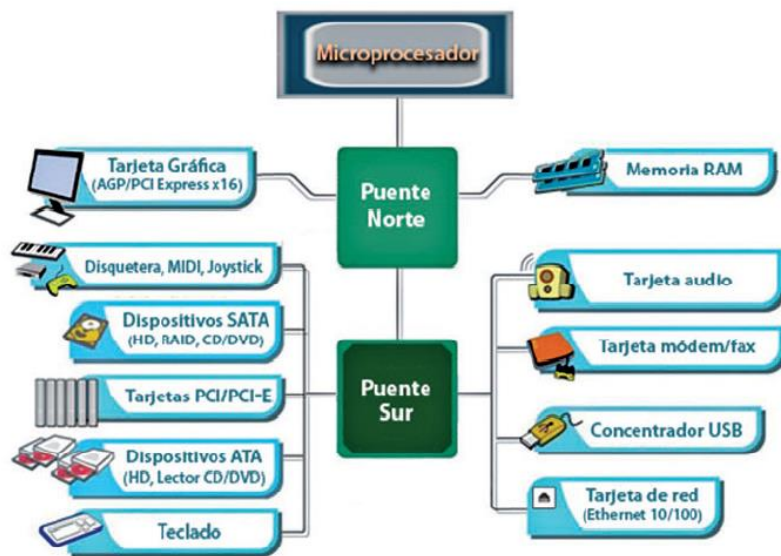 Microprocesador
Tarjeta Gráfica
(AGP/PCI Express x16)
Puente
Norte
Memoria RAM
Disquetera, MIDI, Joystick
Dispositivos SATA
(HD, RAID, CD/DVD)
Tarjetas PCI/PCI-E
Dispositivos ATA
(HD, Lector CD/DVD)
Teclado
Puente
Sur
Tarjeta audio
Tarjeta módem/fax
Concentrador USB
Tarjeta de red
(Ethernet 10/100)